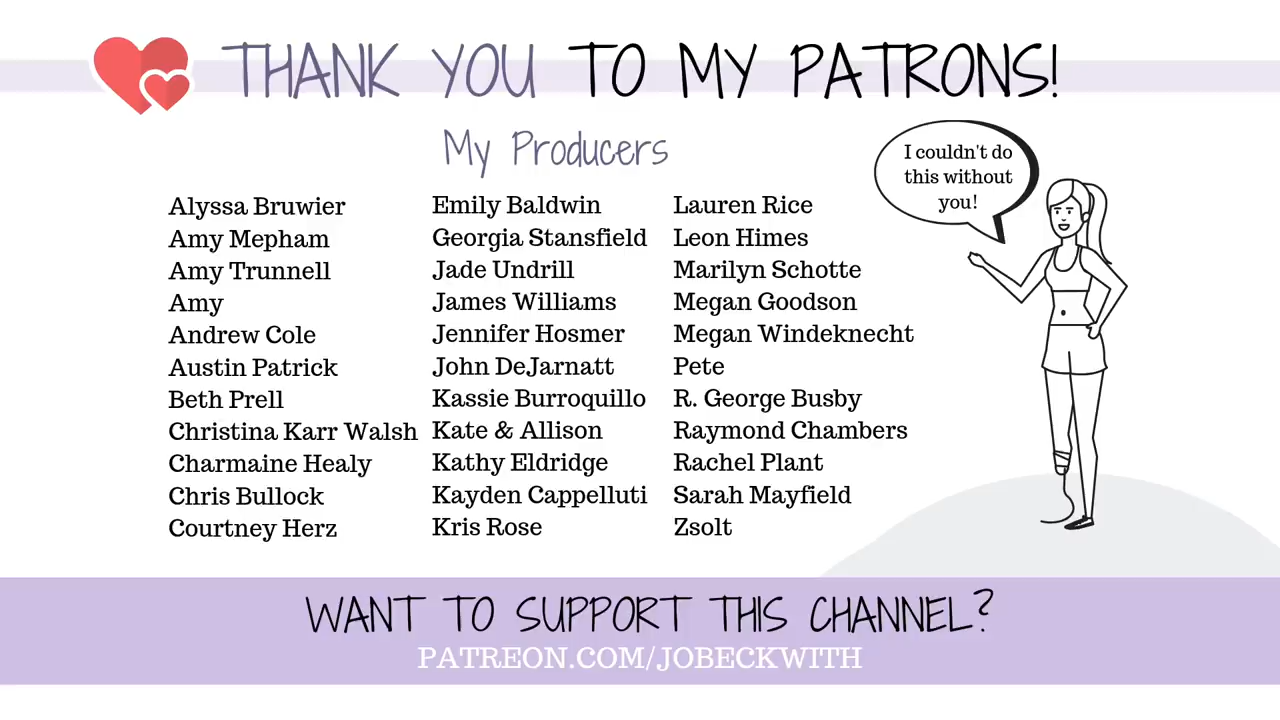 THANK YOU TO MY PATRONS!
My Producers
I couldn't do
this without
you!
Alyssa Bruwier
Amy Mepham
Amy Trunnell
Amy
Andrew Cole
Austin Patrick
Beth Prell
Christina Karr Walsh
Charmaine Healy
Chris Bullock
Courtney Herz
Emily Baldwin
Georgia Stansfield
Jade Undrill
James Williams
Jennifer Hosmer
John DeJarnatt
Kassie Burroquillo
Kate & Allison
Kathy Eldridge
Kayden Cappelluti
Kris Rose
Lauren Rice
Leon Himes
Marilyn Schotte
Megan Goodson
Megan Windeknecht
Pete
R. George Busby
Raymond Chambers
Rachel Plant
Sarah Mayfield
Zsolt
WANT TO SUPPORT THIS CHANNEL?
PATREON.COM/JOBECKWITH